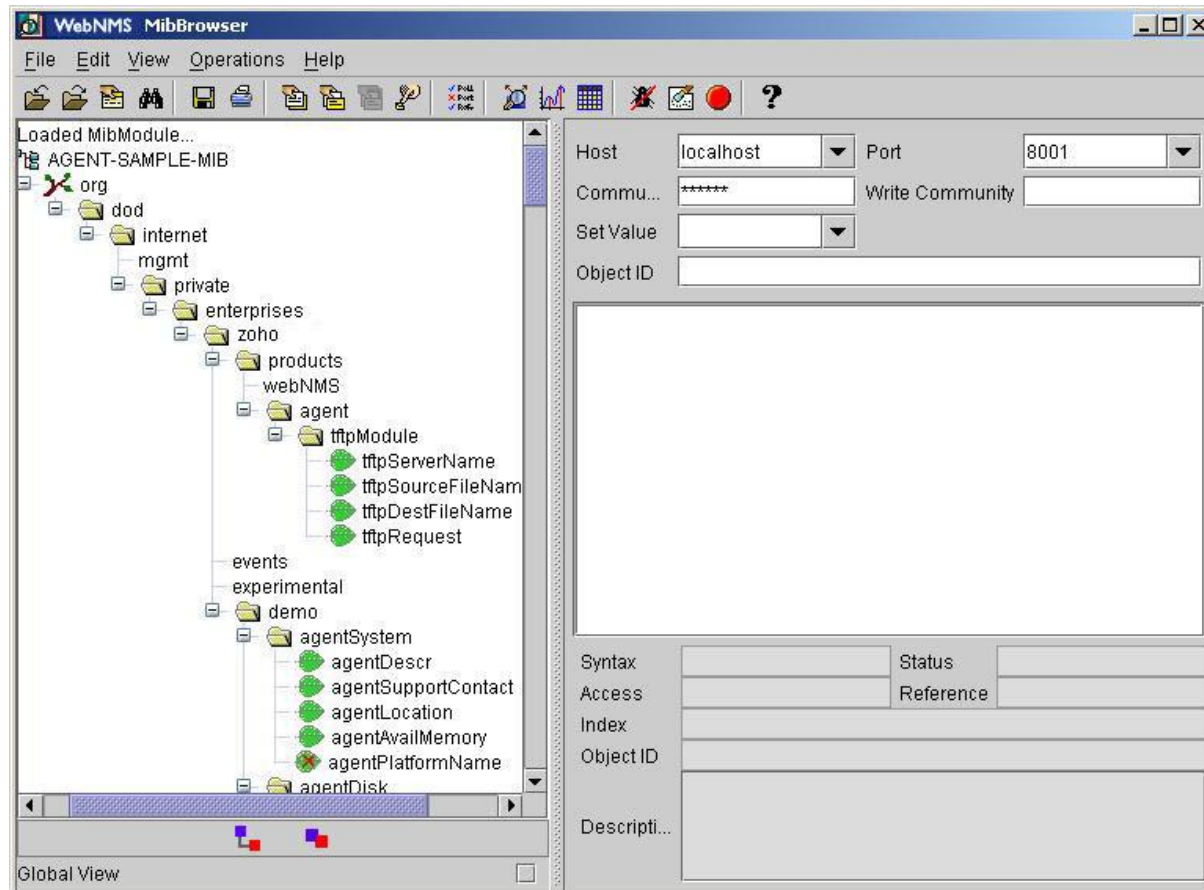 WebNMS MibBrowser
File Edit View Operations Help
Loaded MibModule...
AGENT-SAMPLE-MIB
org
dod
internet
mgmt
private
enterprises
zoho
products
webNMS
agent
tftpModule
tftpServerName
tftpSourceFileNam
tftpDestFileName
tftpRequest
events
experimental
demo
agentSystem
agentDescr
agentSupportContact
agentLocation
agentAvailMemory
agentPlatformName
agentDisk
Global View
Host localhost Port 8001
Commu... ****** Write Community
Set Value
Object ID
Syntax Status
Access Reference
Index
Object ID
Descripti...